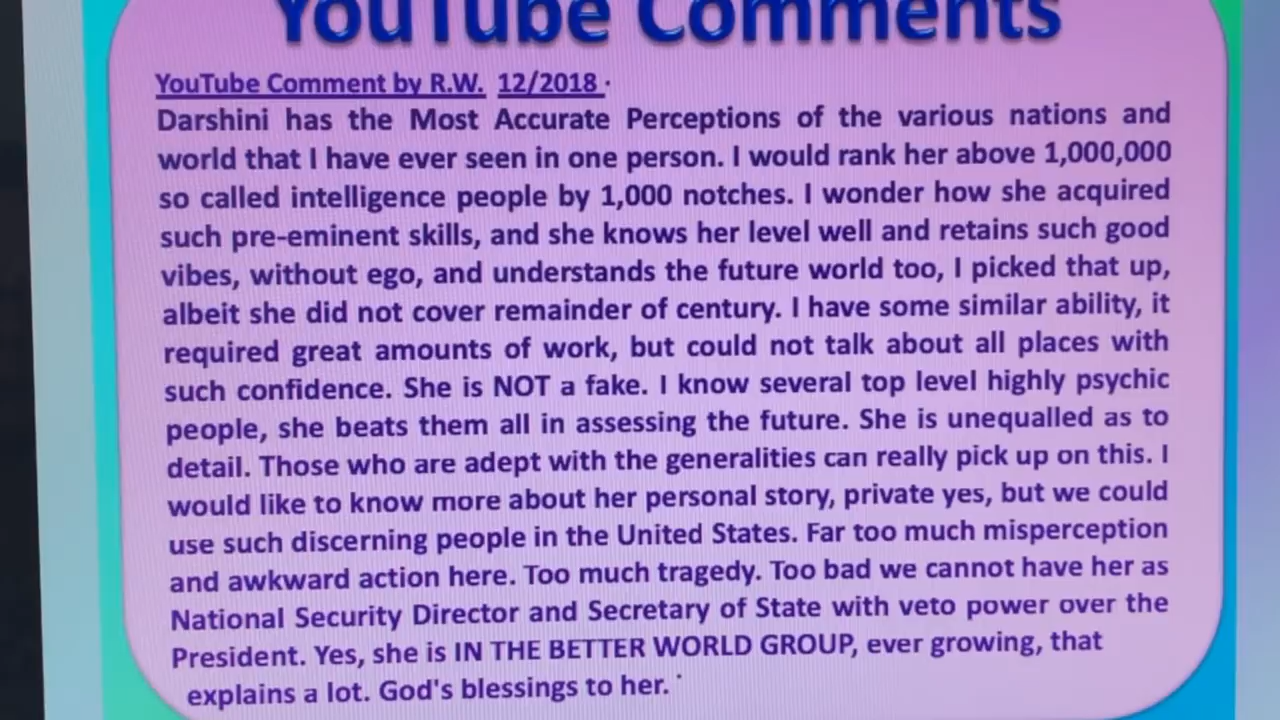 YouTube Comments
YouTube Comment by R.W. 12/2018 ·
Darshini has the Most Accurate Perceptions of the various nations and
world that I have ever seen in one person. I would rank her above 1,000,000
so called intelligence people by 1,000 notches. I wonder how she acquired
such pre-eminent skills, and she knows her level well and retains such good
vibes, without ego, and understands the future world too, I picked that up,
albeit she did not cover remainder of century. I have some similar ability, it
required great amounts of work, but could not talk about all places with
such confidence. She is NOT a fake. I know several top level highly psychic
people, she beats them all in assessing the future. She is unequalled as to
detail. Those who are adept with the generalities can really pick up on this. I
would like to know more about her personal story, private yes, but we could
use such discerning people in the United States. Far too much misperception
and awkward action here. Too much tragedy. Too bad we cannot have her as
National Security Director and Secretary of State with veto power over the
President. Yes, she is IN THE BETTER WORLD GROUP, ever growing, that
explains a lot. God's blessings to her.